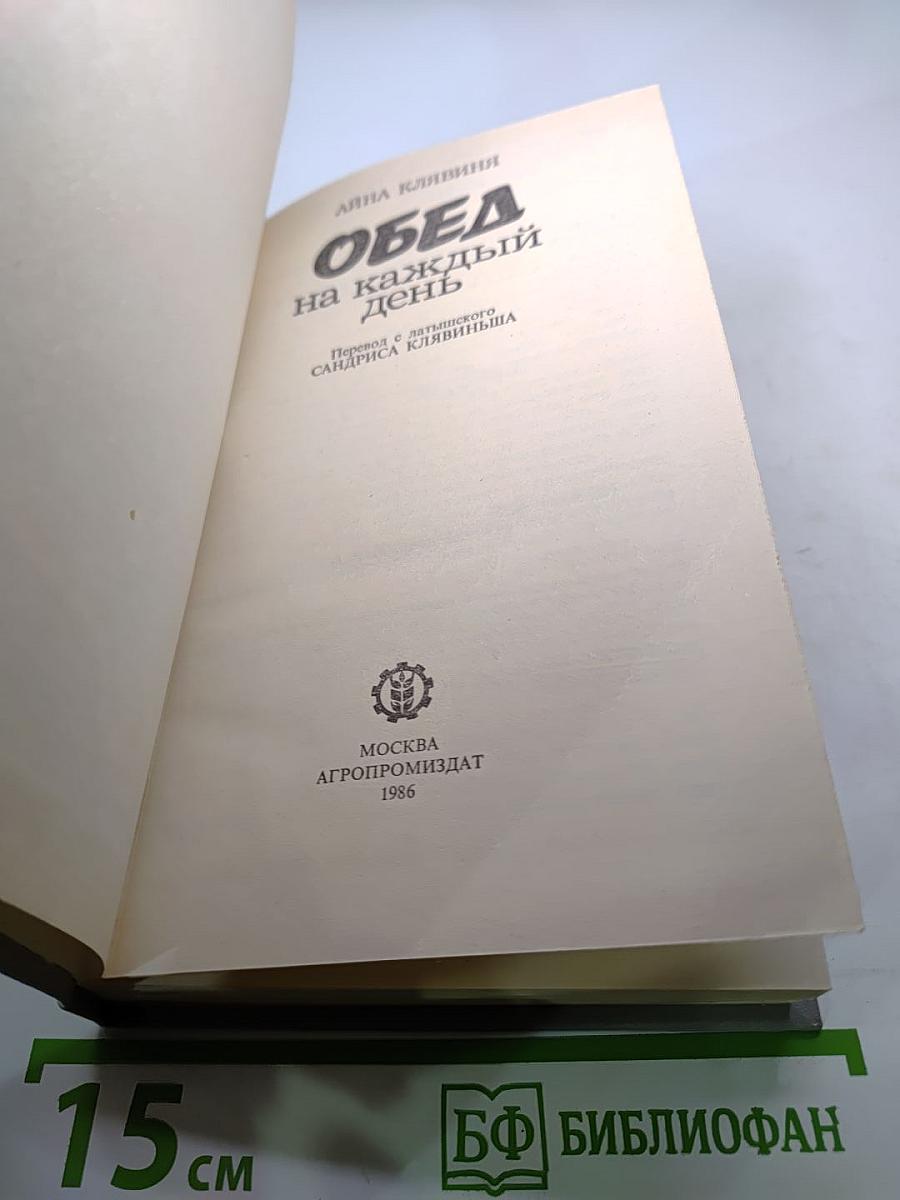 АЙНА КЛЯВИНЯ
ОБЕД
на каждый
день
Перевод с латышского
САНДРИСА КЛЯВИНЬША
МОСКВА
АГРОПРОМИЗДАТ
1986
15 см
БФ БИБЛИОФАН